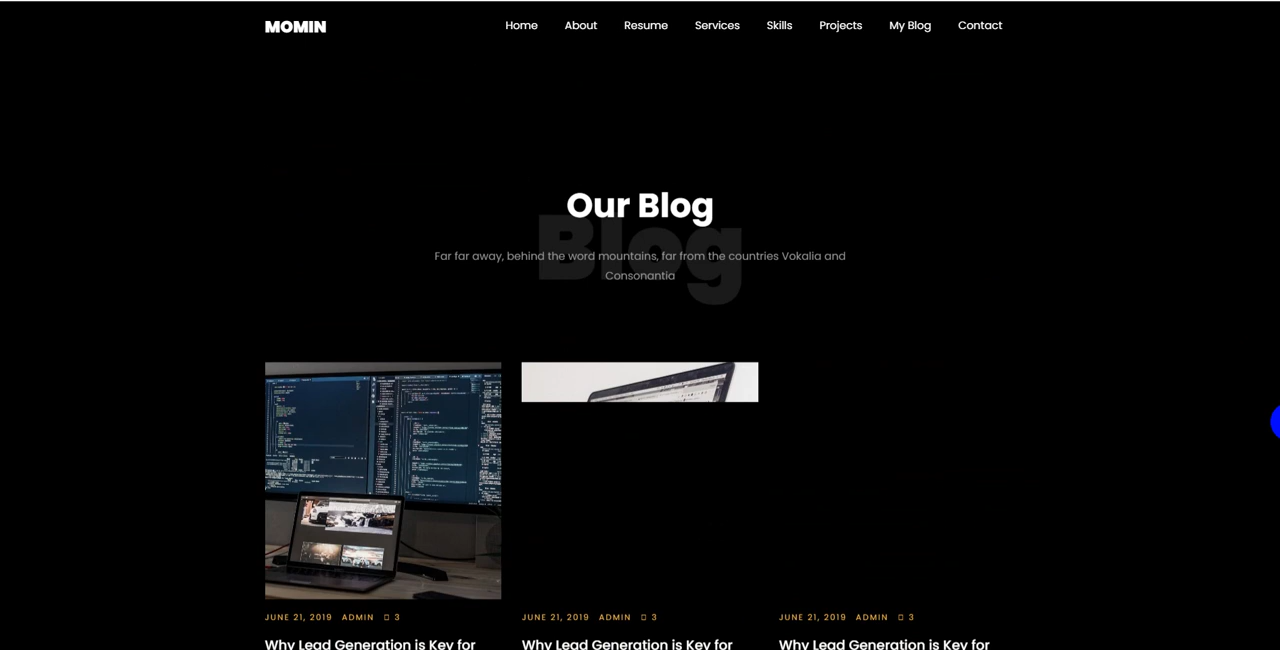 MOMIN
Home About Resume Services Skills Projects My Blog Contact
Our Blog
Blog
Far far away, behind the word mountains, far from the countries Vokalia and
Consonantia
JUNE 21, 2019 ADMIN 3
Why Lead Generation is Key for
JUNE 21, 2019 ADMIN 3
Why Lead Generation is Key for
JUNE 21, 2019 ADMIN 3
Why Lead Generation is Key for